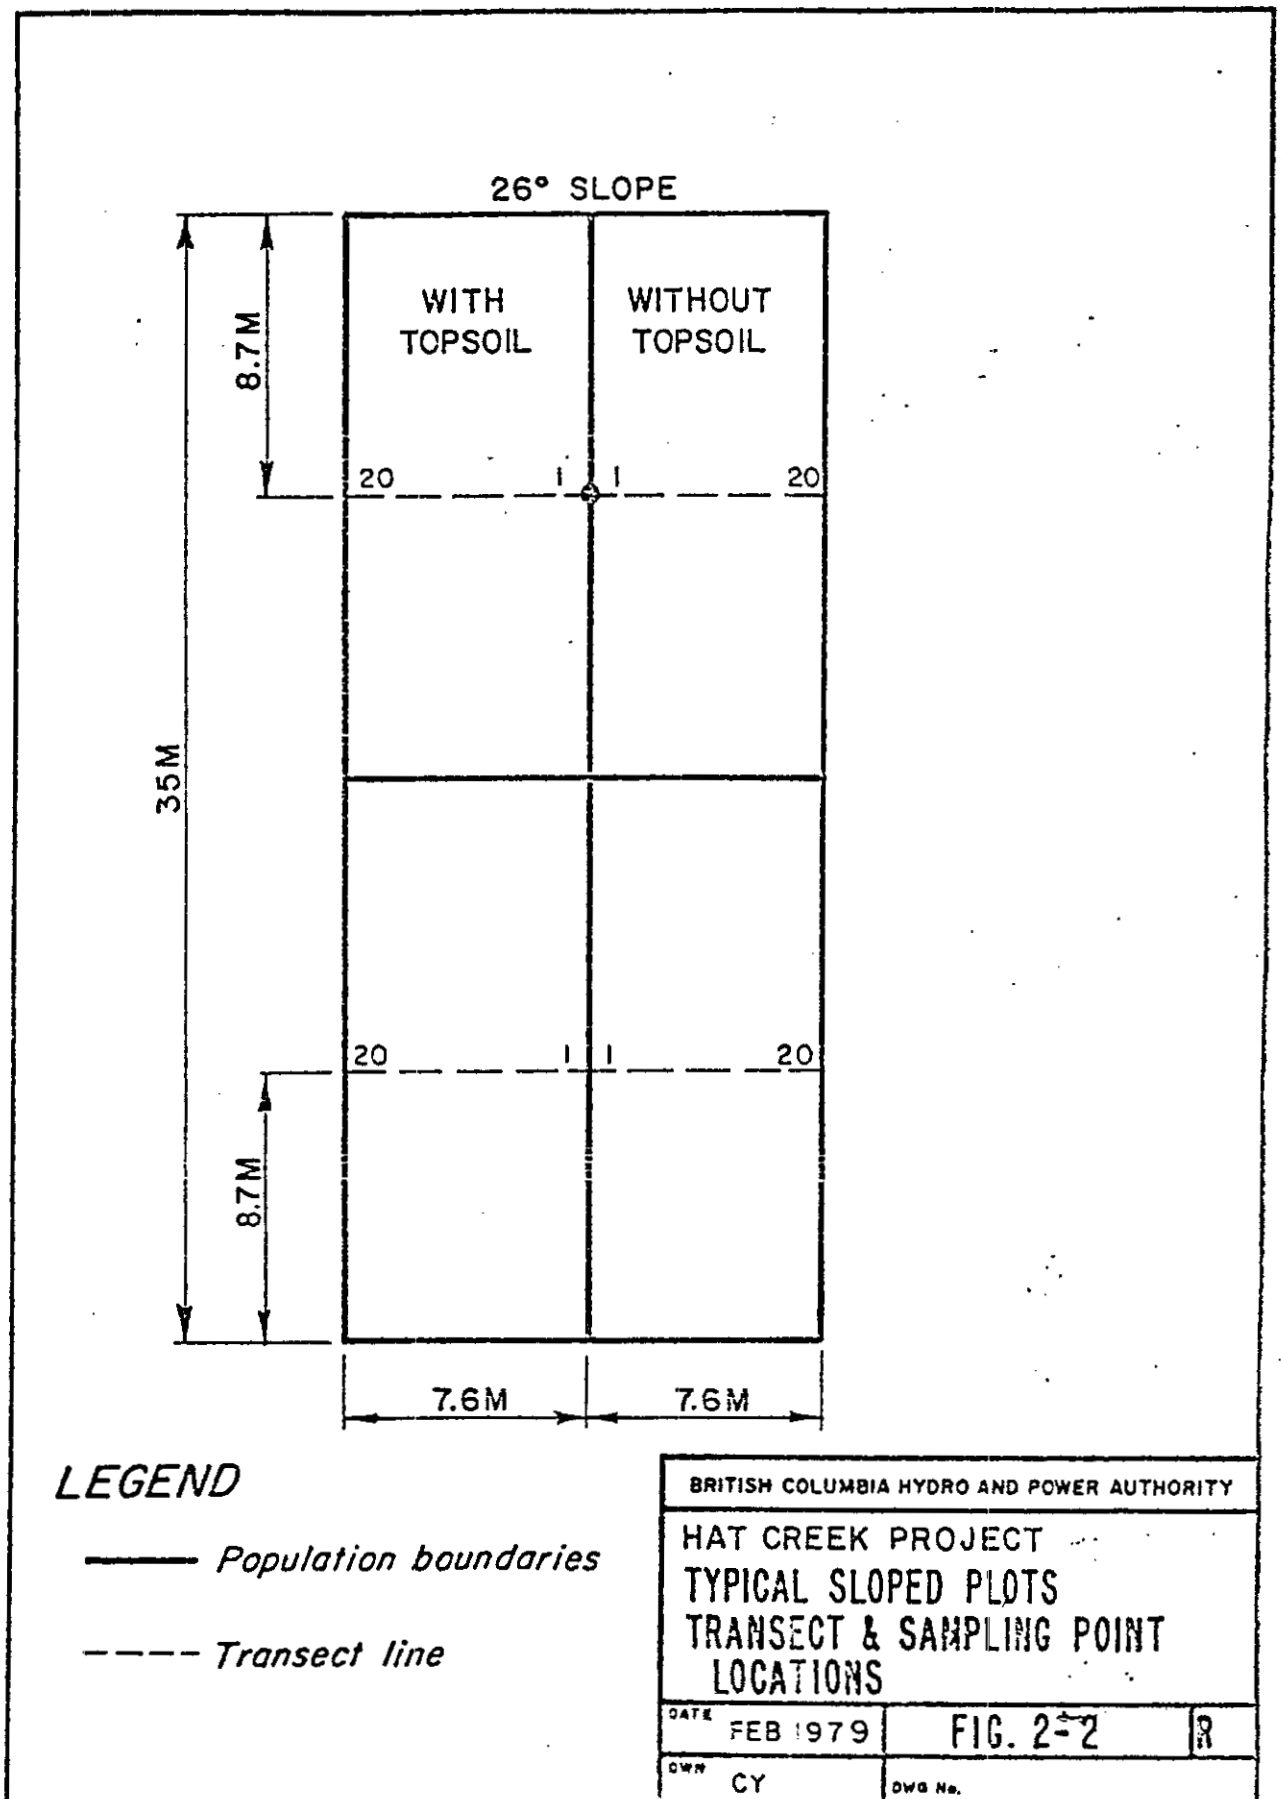 26° SLOPE
WITH
TOPSOIL
WITHOUT
TOPSOIL
8.7M
20 1 1 20
35M
20 1 1 20
8.7M
7.6M 7.6M
LEGEND
Population boundaries
Transect line
BRITISH COLUMBIA HYDRO AND POWER AUTHORITY
HAT CREEK PROJECT
TYPICAL SLOPED PLOTS
TRANSECT & SAMPLING POINT
LOCATIONS
DATE FEB 1979 FIG. 2-2 R
DWN CY DWG No.